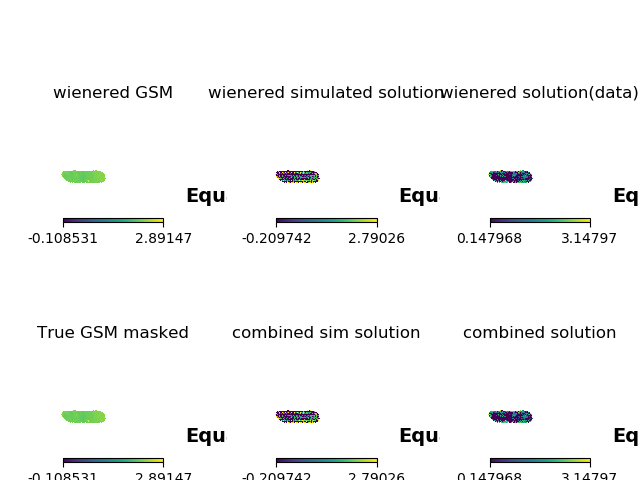 wienered GSM
wienered simulated solution
wienered solution(data)
Equ
Equ
Eq
-0.108531
2.89147
-0.209742
2.79026
0.147968
3.14797
True GSM masked
combined sim solution
combined solution
Equ
Equ
Eq
-0.108531
2.89147
-0.209742
2.79026
0.147968
3.14797